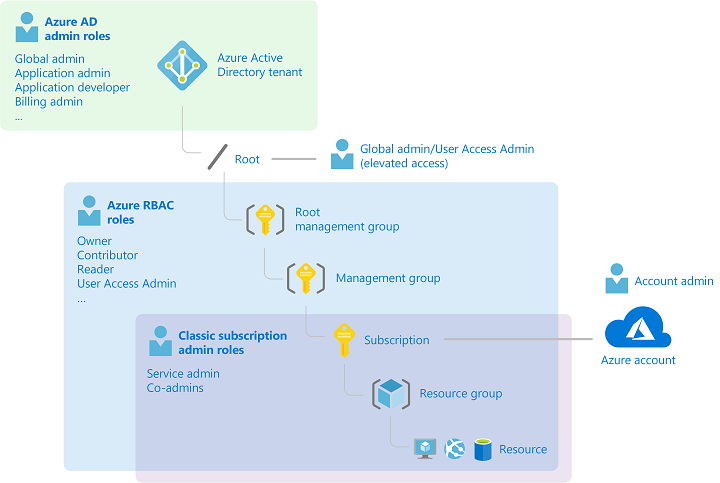 Azure AD
admin roles
Global admin
Application admin
Application developer
Billing admin
...
Azure Active
Directory tenant
Root
Global admin/User Access Admin
(elevated access)
Azure RBAC
roles
Owner
Contributor
Reader
User Access Admin
...
Root
management group
Management group
Account admin
Azure account
Classic subscription
admin roles
Service admin
Co-admins
Subscription
Resource group
Resource